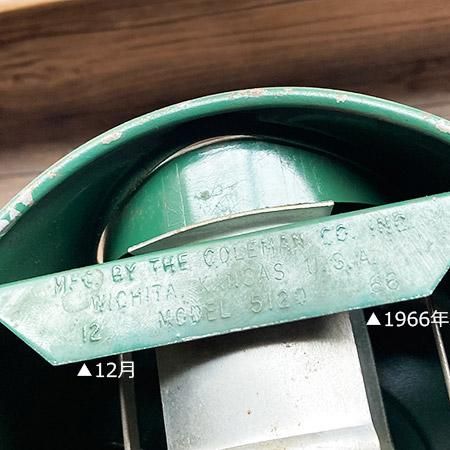 MFG. BY THE COLEMAN CO. INC.
WICHITA, KANSAS U.S.A.
12 MODEL 5120 66
▲1966年
▲12月